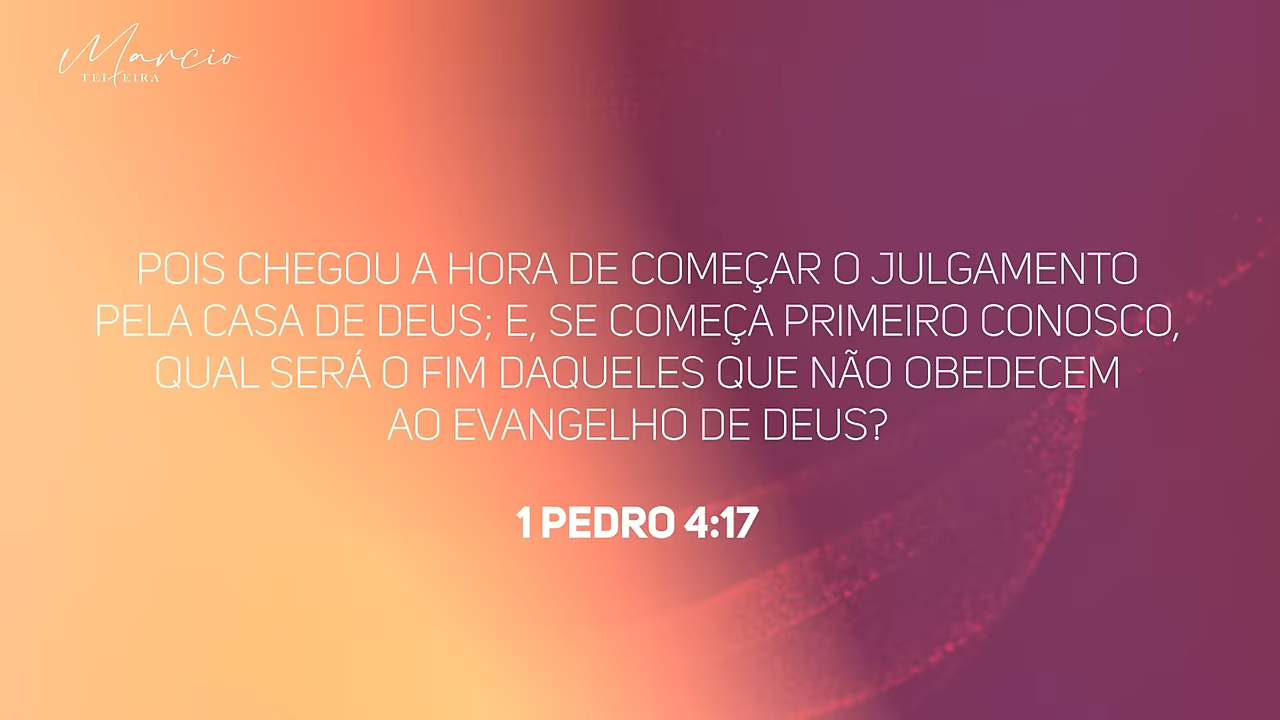 Marcio
TEIXEIRA
POIS CHEGOU A HORA DE COMEÇAR O JULGAMENTO
PELA CASA DE DEUS; E, SE COMEÇA PRIMEIRO CONOSCO,
QUAL SERÁ O FIM DAQUELES QUE NÃO OBEDECEM
AO EVANGELHO DE DEUS?
1 PEDRO 4:17